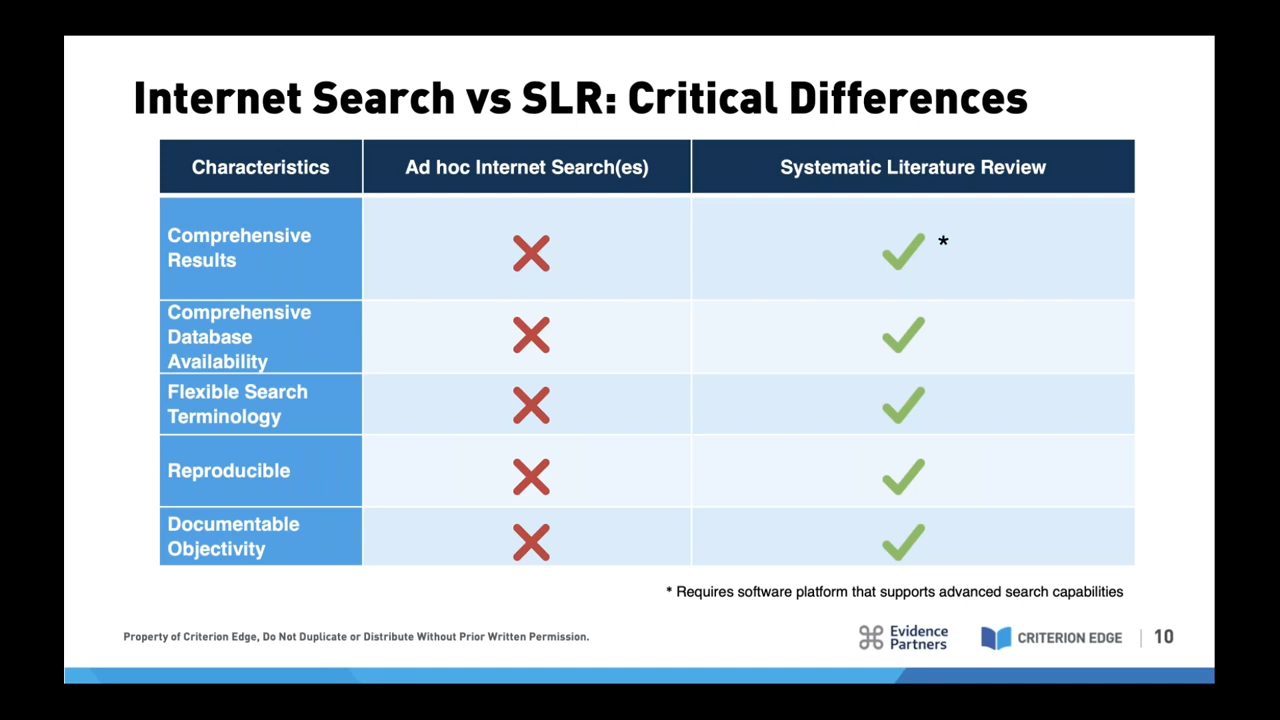 Internet Search vs SLR: Critical Differences
Characteristics
Ad hoc Internet Search(es)
Systematic Literature Review
Comprehensive
Results
*
Comprehensive
Database
Availability
Flexible Search
Terminology
Reproducible
Documentable
Objectivity
* Requires software platform that supports advanced search capabilities
Property of Criterion Edge, Do Not Duplicate or Distribute Without Prior Written Permission.
Evidence
Partners
CRITERION EDGE
10